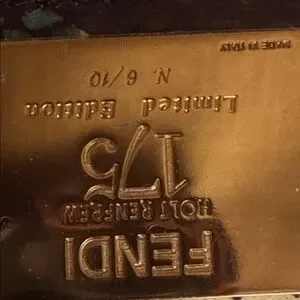 FENDI
HOLT RENFREW
175
Limited Edition
N. 6/10
MADE IN ITALY